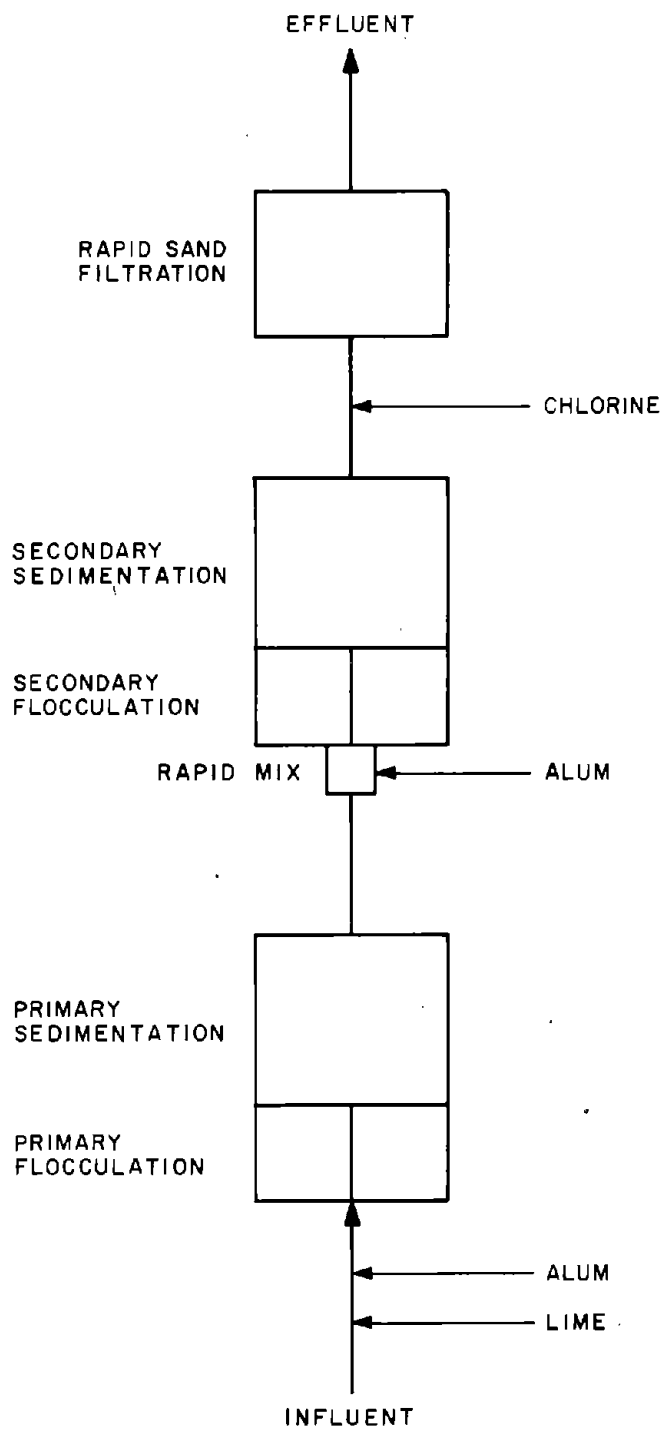 EFFLUENT
RAPID SAND
FILTRATION
CHLORINE
SECONDARY
SEDIMENTATION
SECONDARY
FLOCCULATION
RAPID MIX
ALUM
PRIMARY
SEDIMENTATION
PRIMARY
FLOCCULATION
ALUM
LIME
INFLUENT